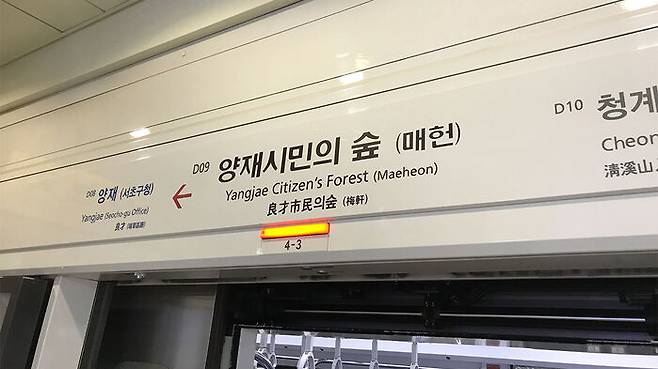 D08 양재 (서초구청)
Yangjae (Seocho-gu Office)
良才
D09 양재시민의 숲 (매헌)
Yangjae Citizen's Forest (Maeheon)
良才市民의숲 (梅軒)
4-3
D10 청계
Cheon
淸溪山